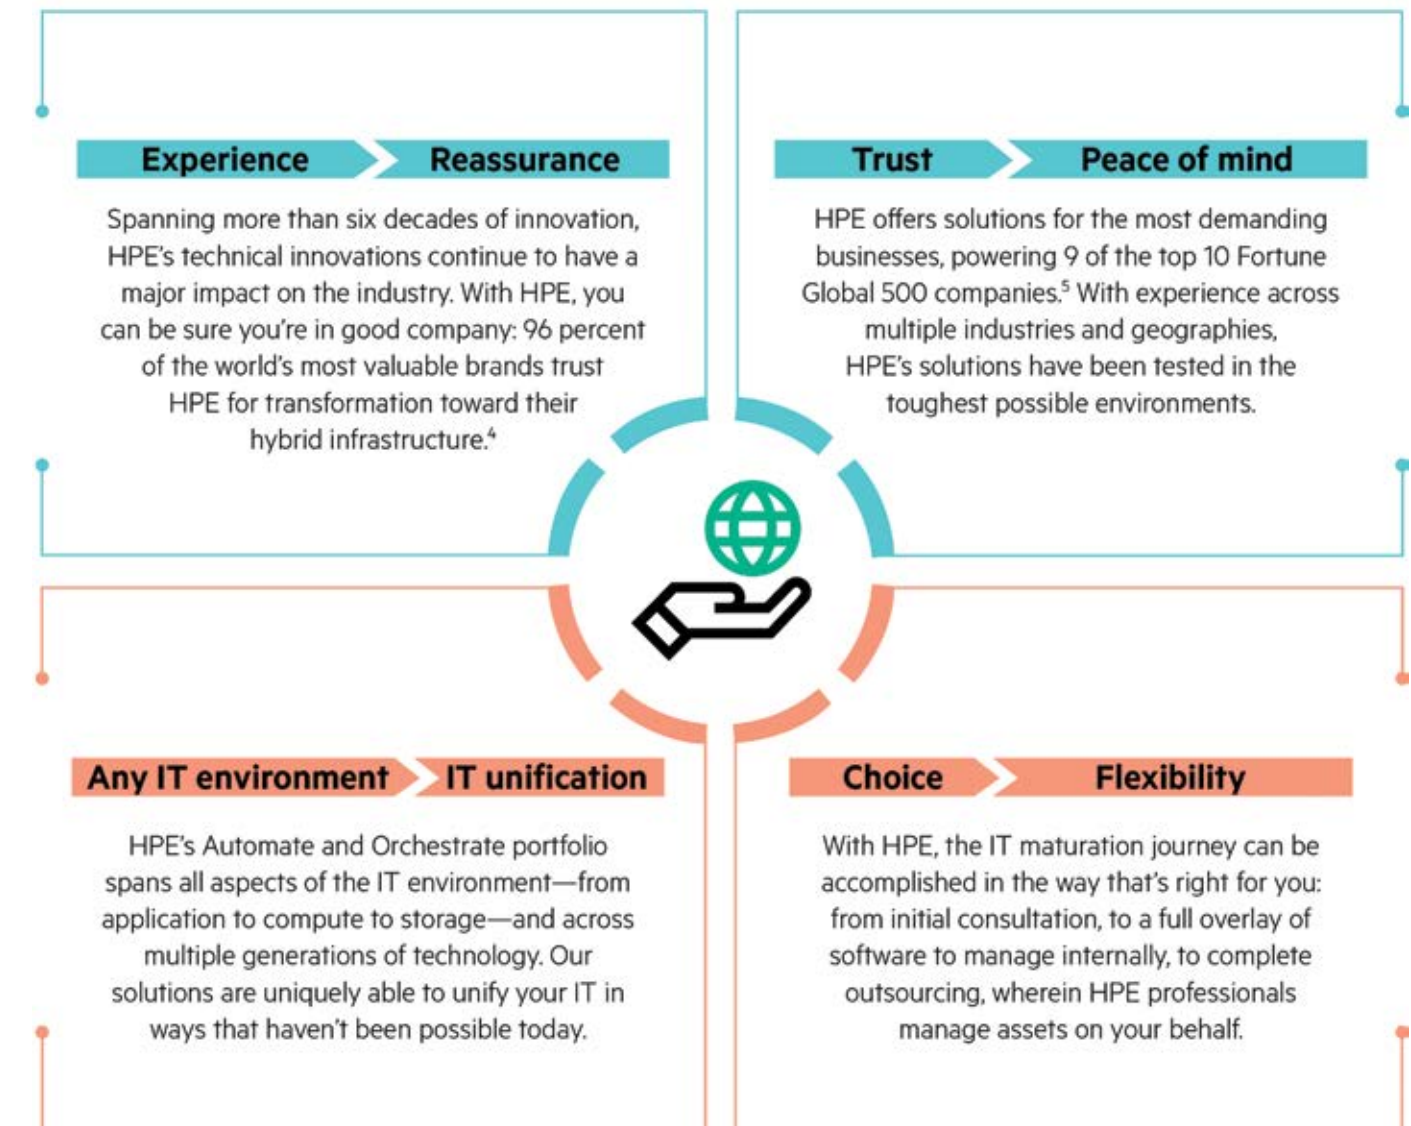 Experience Reassurance
Spanning more than six decades of innovation,
HPE's technical innovations continue to have a
major impact on the industry. With HPE, you
can be sure you're in good company: 96 percent
of the world's most valuable brands trust
HPE for transformation toward their
hybrid infrastructure.⁴
Trust Peace of mind
HPE offers solutions for the most demanding
businesses, powering 9 of the top 10 Fortune
Global 500 companies.⁵ With experience across
multiple industries and geographies,
HPE's solutions have been tested in the
toughest possible environments.
Any IT environment IT unification
HPE's Automate and Orchestrate portfolio
spans all aspects of the IT environment—from
application to compute to storage—and across
multiple generations of technology. Our
solutions are uniquely able to unify your IT in
ways that haven't been possible today.
Choice Flexibility
With HPE, the IT maturation journey can be
accomplished in the way that's right for you:
from initial consultation, to a full overlay of
software to manage internally, to complete
outsourcing, wherein HPE professionals
manage assets on your behalf.